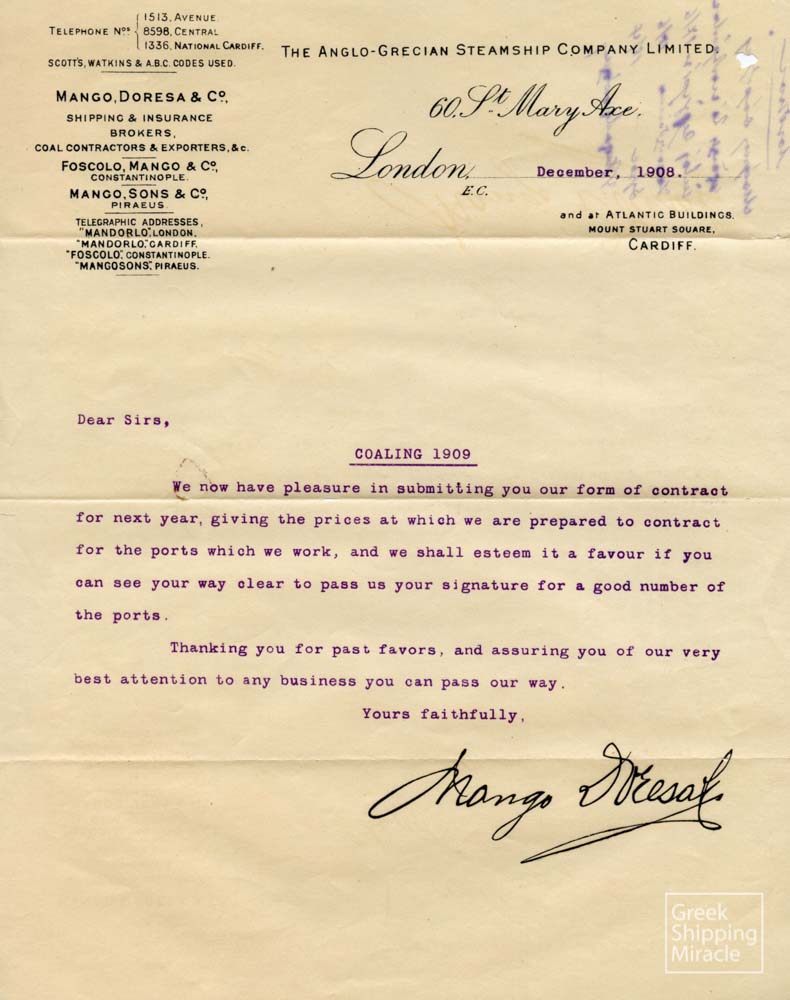 TELEPHONE Nos
1513, AVENUE.
8598, CENTRAL
1336, NATIONAL CARDIFF.
SCOTT'S, WATKINS & A.B.C. CODES USED.
MANGO, DORESA & Co,
SHIPPING & INSURANCE
BROKERS,
COAL CONTRACTORS & EXPORTERS, &c.
FOSCOLO, MANGO & Co,
CONSTANTINOPLE.
MANGO, SONS & Co,
PIRAEUS.
TELEGRAPHIC ADDRESSES,
"MANDORLO", LONDON.
"MANDORLO", CARDIFF.
"FOSCOLO", CONSTANTINOPLE.
"MANGOSONS", PIRAEUS.
THE ANGLO-GRECIAN STEAMSHIP COMPANY LIMITED.
60, St Mary Axe.
London, December, 1908.
E.C.
and at ATLANTIC BUILDINGS.
MOUNT STUART SQUARE,
CARDIFF.
Dear Sirs,
COALING 1909
We now have pleasure in submitting you our form of contract
for next year, giving the prices at which we are prepared to contract
for the ports which we work, and we shall esteem it a favour if you
can see your way clear to pass us your signature for a good number of
the ports.
Thanking you for past favors, and assuring you of our very
best attention to any business you can pass our way.
Yours faithfully,
Mango Doresa
Greek
Shipping
Miracle